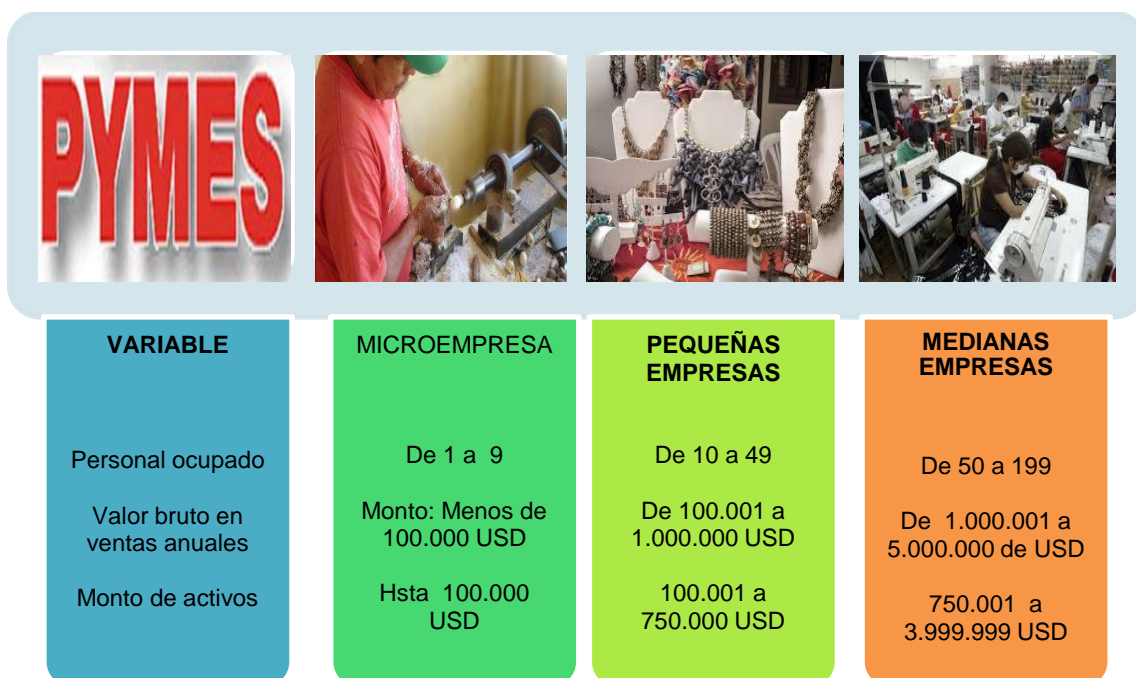 PYMES
VARIABLE
Personal ocupado
Valor bruto en
ventas anuales
Monto de activos
MICROEMPRESA
De 1 a 9
Monto: Menos de
100.000 USD
Hsta 100.000
USD
PEQUEÑAS
EMPRESAS
De 10 a 49
De 100.001 a
1.000.000 USD
100.001 a
750.000 USD
MEDIANAS
EMPRESAS
De 50 a 199
De 1.000.001 a
5.000.000 de USD
750.001 a
3.999.999 USD